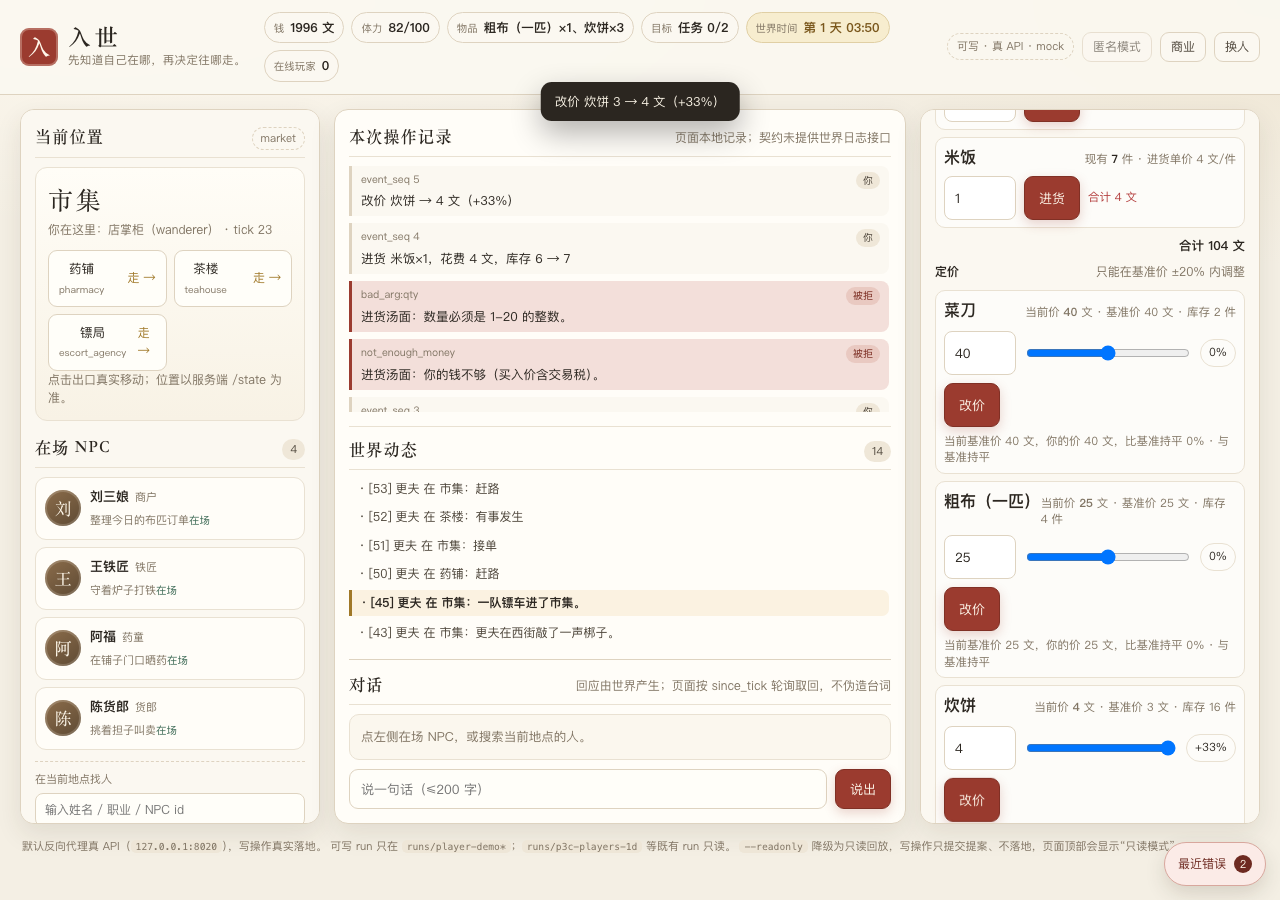 入
入世
先知道自己在哪，再决定往哪走。
钱 1996 文
体力 82/100
物品 粗布（一匹）×1、炊饼×3
目标 任务 0/2
世界时间 第 1 天 03:50
在线玩家 0
可写 · 真 API · mock
匿名模式
商业
换人
改价 炊饼 3 → 4 文（+33%）
当前位置
market
市集
你在这里：店掌柜（wanderer） · tick 23
药铺
pharmacy
走 →
茶楼
teahouse
走 →
镖局
escort_agency
走
→
点击出口真实移动；位置以服务端 /state 为
准。
在场 NPC
4
刘
刘三娘 商户
整理今日的布匹订单在场
王
王铁匠 铁匠
守着炉子打铁在场
阿
阿福 药童
在铺子门口晒药在场
陈
陈货郎 货郎
挑着担子叫卖在场
在当前地点找人
输入姓名 / 职业 / NPC id
本次操作记录
页面本地记录；契约未提供世界日志接口
event_seq 5
你
改价 炊饼 → 4 文（+33%）
event_seq 4
你
进货 米饭×1，花费 4 文，库存 6 → 7
bad_arg:qty
被拒
进货汤面：数量必须是 1–20 的整数。
not_enough_money
被拒
进货汤面：你的钱不够（买入价含交易税）。
event_seq 3
你
世界动态
14
· [53] 更夫 在 市集：赶路
· [52] 更夫 在 茶楼：有事发生
· [51] 更夫 在 市集：接单
· [50] 更夫 在 药铺：赶路
· [45] 更夫 在 市集：一队镖车进了市集。
· [43] 更夫 在 市集：更夫在西街敲了一声梆子。
对话
回应由世界产生；页面按 since_tick 轮询取回，不伪造台词
点左侧在场 NPC，或搜索当前地点的人。
说一句话（≤200 字）
说出
米饭
现有 7 件 · 进货单价 4 文/件
1
进货
合计 4 文
合计 104 文
定价
只能在基准价 ±20% 内调整
菜刀
当前价 40 文 · 基准价 40 文 · 库存 2 件
40
0%
改价
当前基准价 40 文，你的价 40 文，比基准持平 0% · 与
基准持平
粗布（一匹）
当前价 25 文 · 基准价 25 文 · 库存
4 件
25
0%
改价
当前基准价 25 文，你的价 25 文，比基准持平 0% · 与
基准持平
炊饼
当前价 4 文 · 基准价 3 文 · 库存 16 件
4
+33%
改价
默认反向代理真 API（ 127.0.0.1:8020 ），写操作真实落地。 可写 run 只在 runs/player-demo* ； runs/p3c-players-1d 等既有 run 只读。 --readonly 降级为只读回放，写操作只提交提案、不落地，页面顶部会显示“只读模式”
最近错误 2